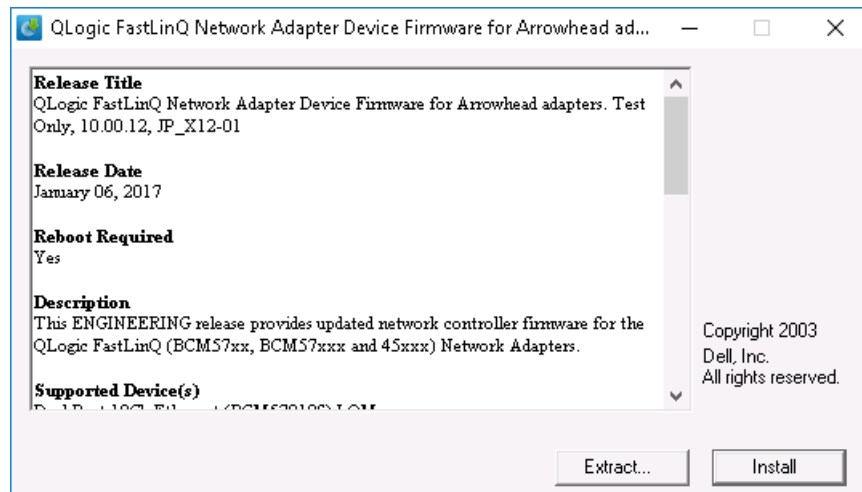 QLogic FastLinQ Network Adapter Device Firmware for Arrowhead ad...
Release Title
QLogic FastLinQ Network Adapter Device Firmware for Arrowhead adapters. Test
Only, 10.00.12, JP_X12-01
Release Date
January 06, 2017
Reboot Required
Yes
Description
This ENGINEERING release provides updated network controller firmware for the
QLogic FastLinQ (BCM57xx, BCM57xxx and 45xxx) Network Adapters.
Supported Device(s)
Copyright 2003
Dell, Inc.
All rights reserved.
Extract...
Install